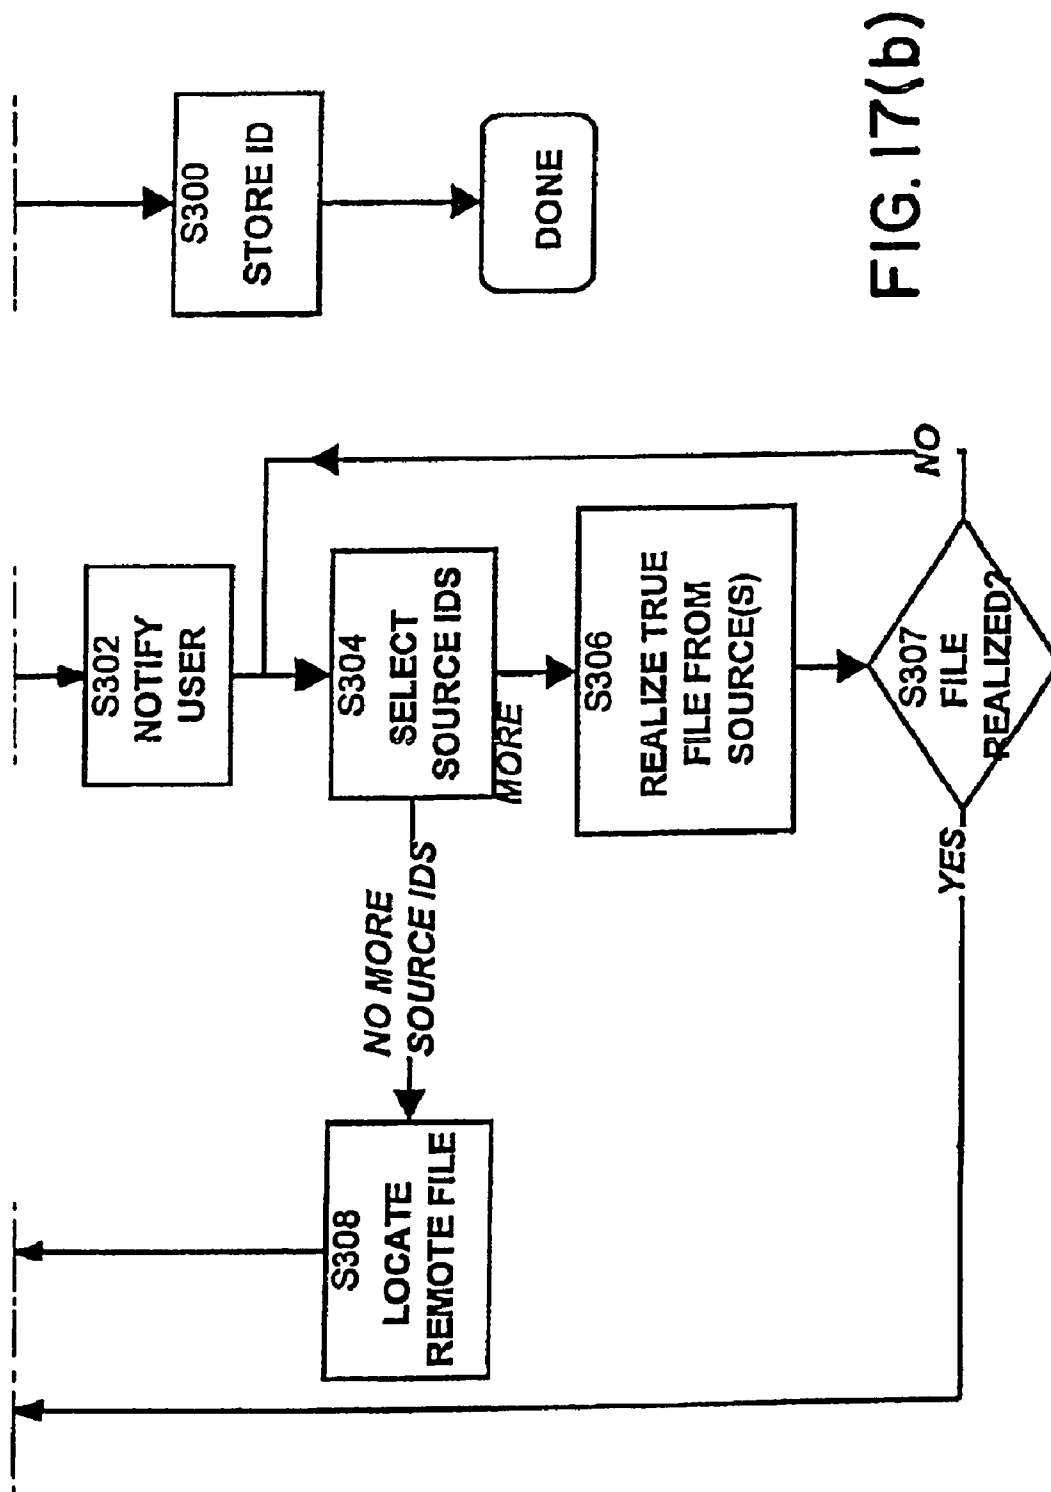 S302
NOTIFY
USER
S300
STORE ID
S308
LOCATE
REMOTE FILE
NO MORE
SOURCE IDS
S304
SELECT
SOURCE IDS
MORE
DONE
S306
REALIZE TRUE
FILE FROM
SOURCE(S)
YES
S307
FILE
REALIZED?
NO
FIG. 17(b)